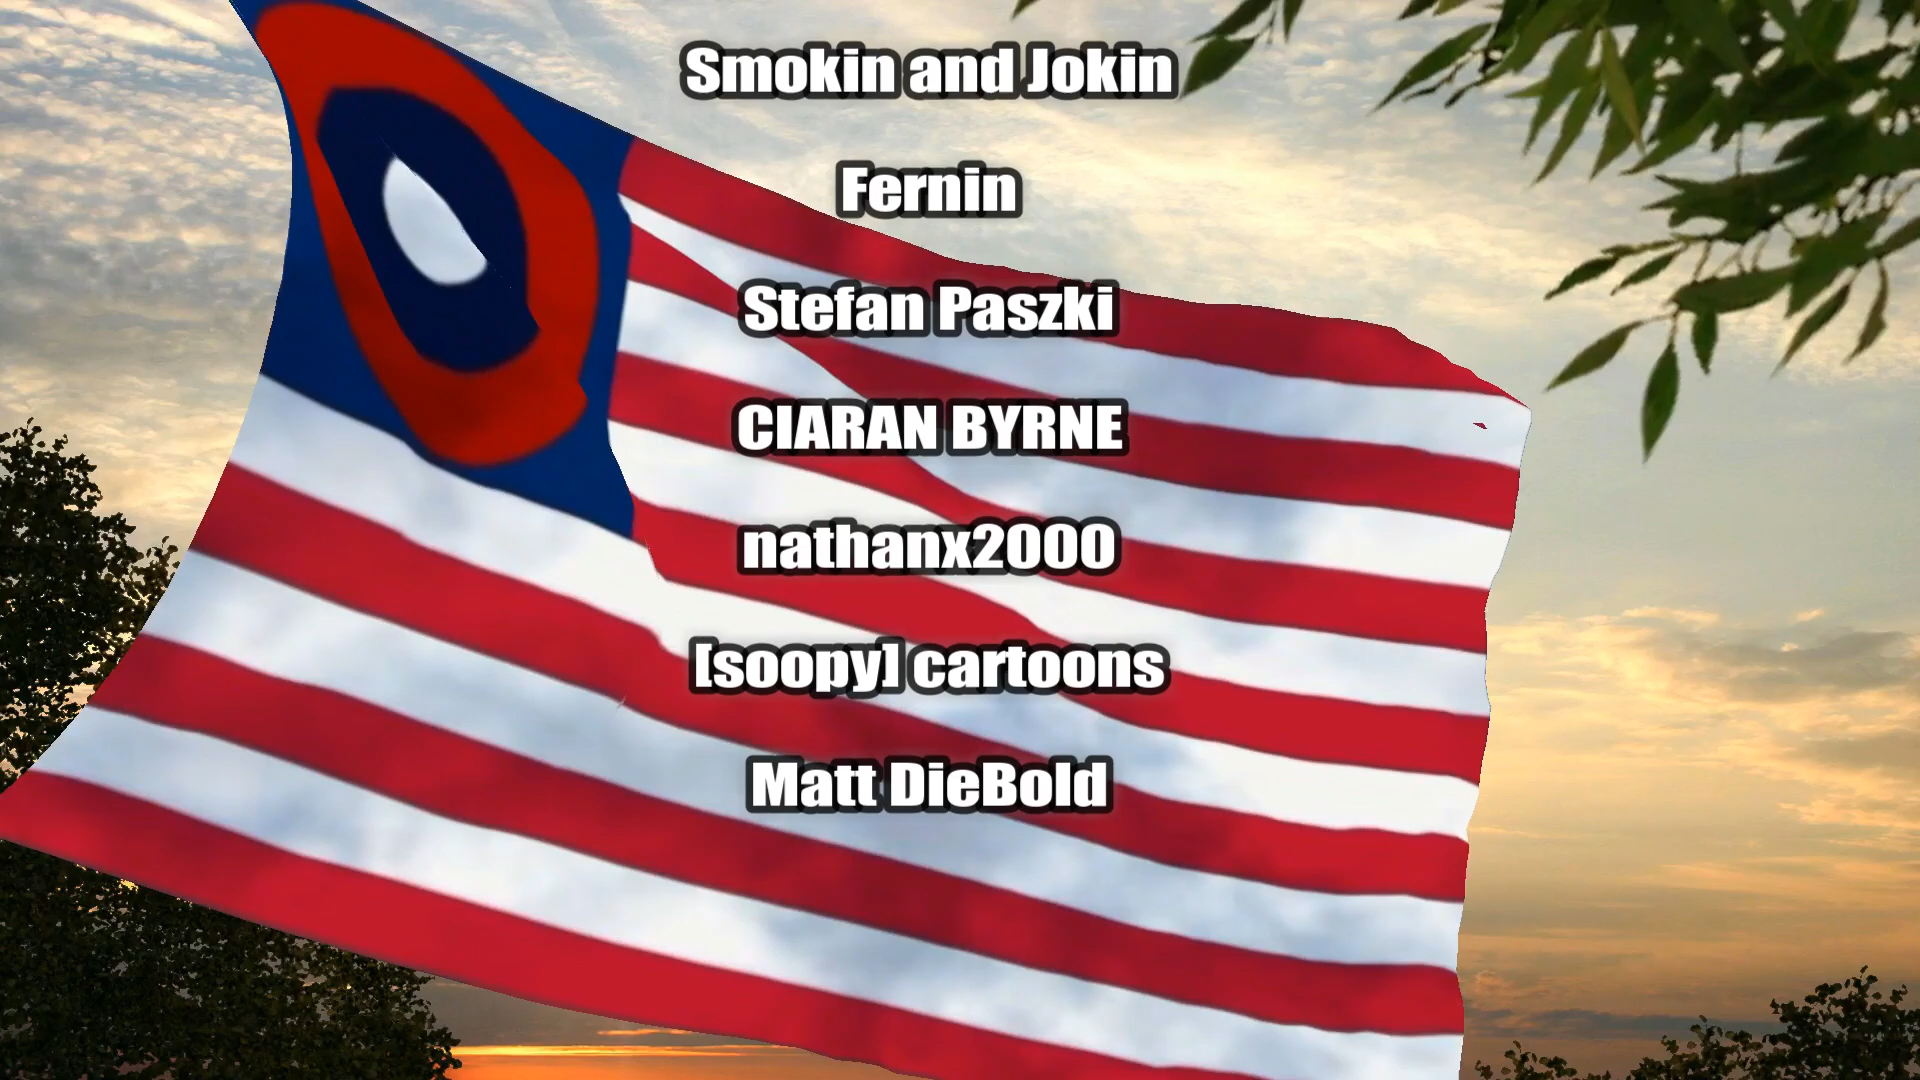 Smokin and Jokin
Fernin
Stefan Paszki
CIARAN BYRNE
nathanx2000
[soopy] cartoons
Matt DieBold